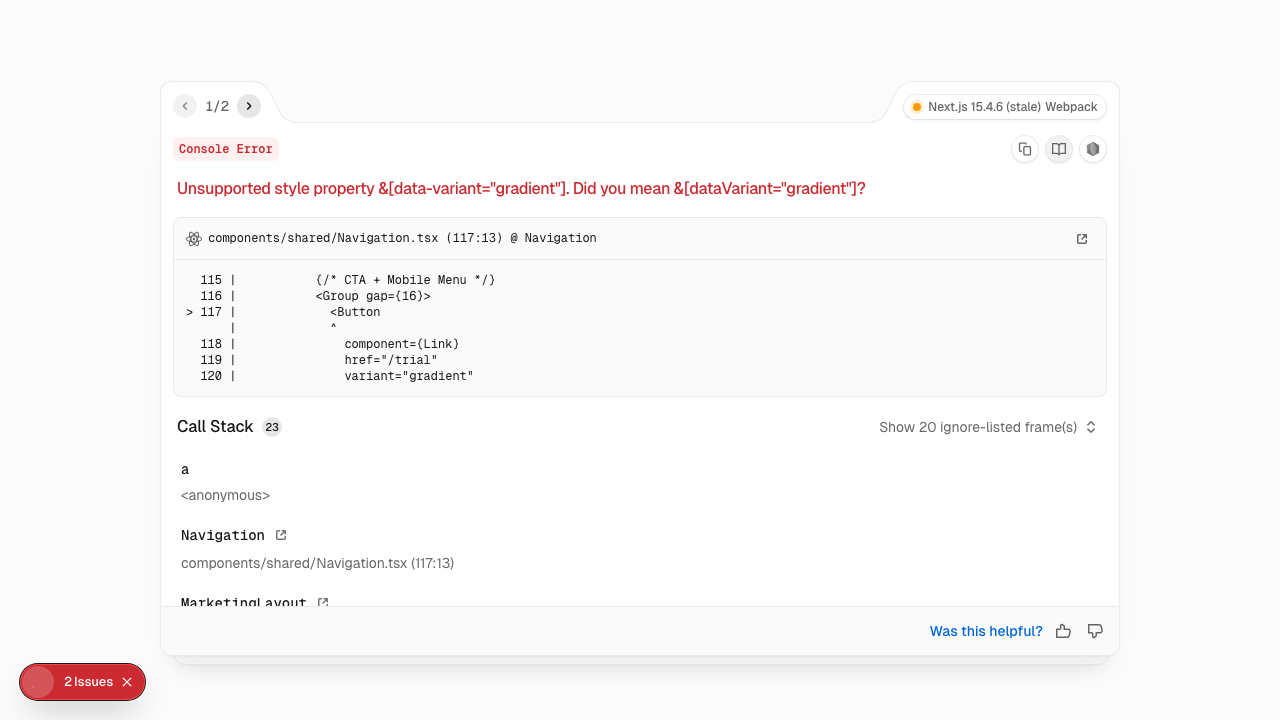 1/2
Next.js 15.4.6 (stale) Webpack
Console Error
Unsupported style property &[data-variant="gradient"]. Did you mean &[dataVariant="gradient"]?
components/shared/Navigation.tsx (117:13) @ Navigation
  115 |           {/* CTA + Mobile Menu */}
  116 |           <Group gap={16}>
> 117 |             <Button
      |             ^
  118 |               component={Link}
  119 |               href="/trial"
  120 |               variant="gradient"
Call Stack 23
Show 20 ignore-listed frame(s)
a
<anonymous>
Navigation
components/shared/Navigation.tsx (117:13)
MarketingLayout
Was this helpful?
2 Issues